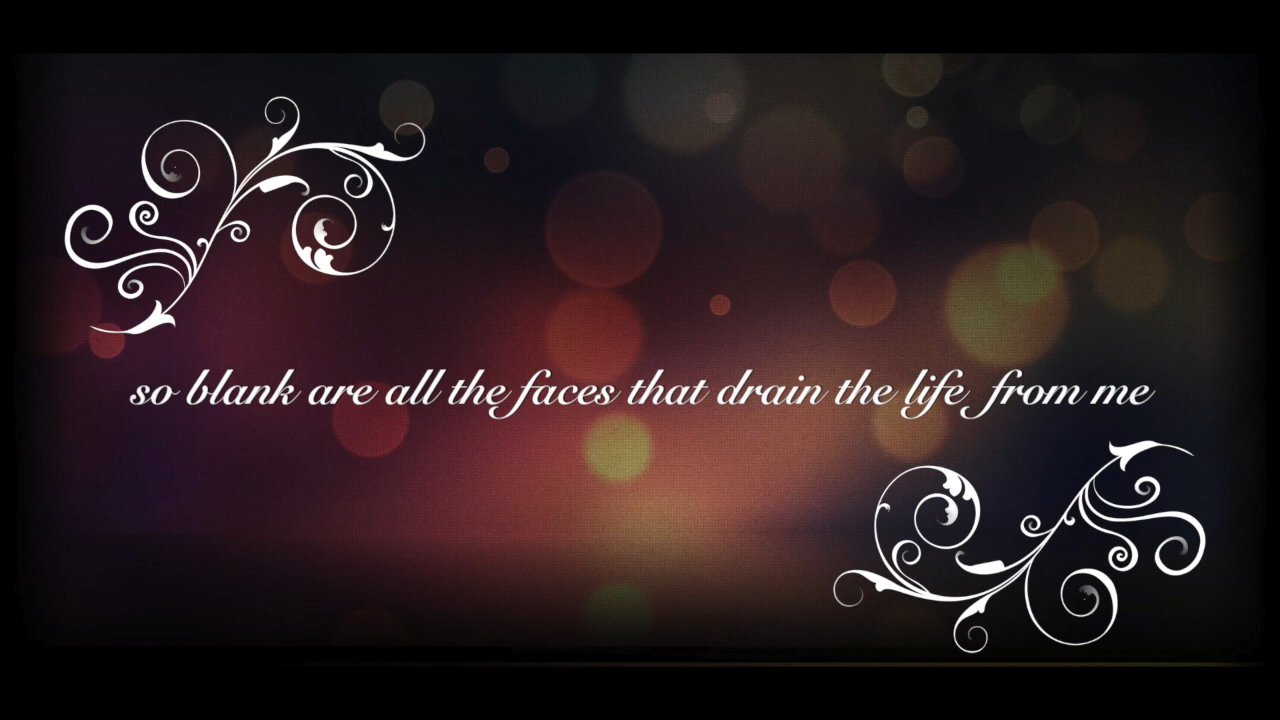 so blank are all the faces that drain the life from me